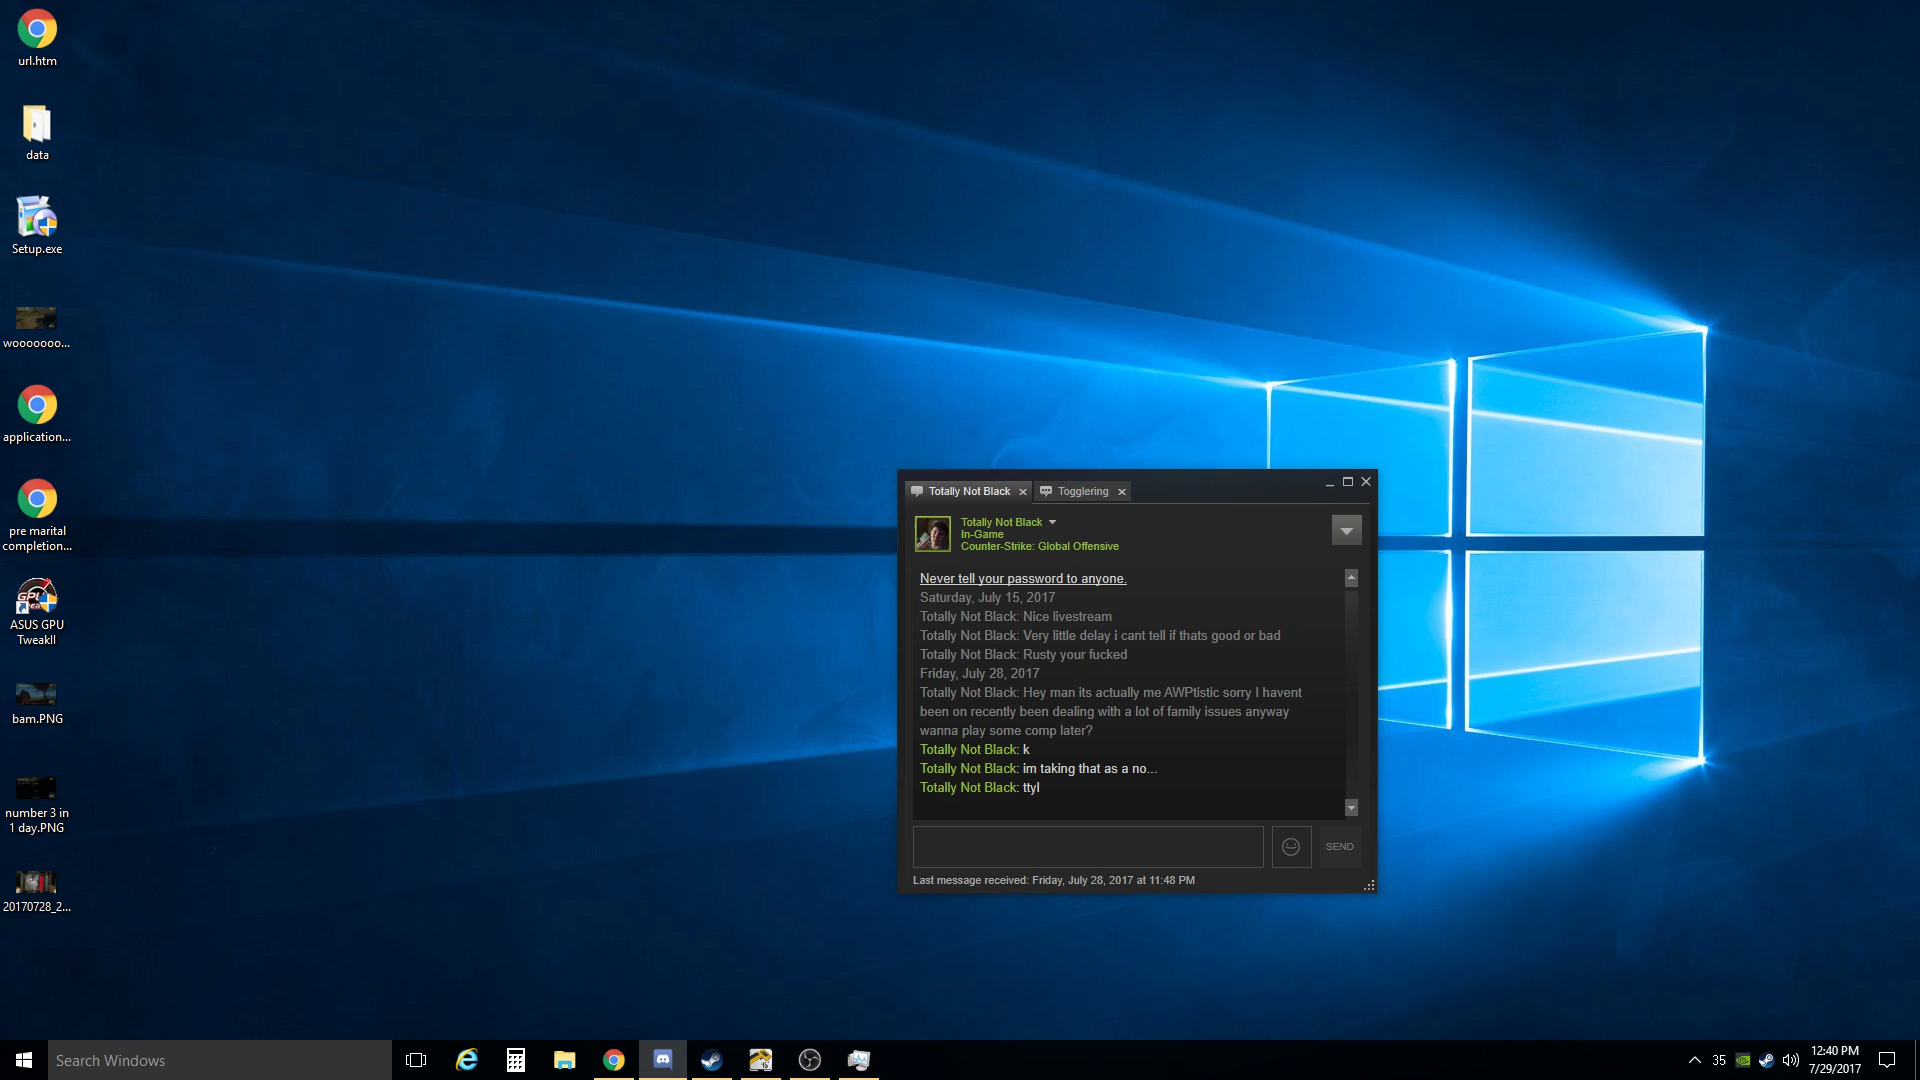 url.htm
data
Setup.exe
wooooooo...
application...
pre marital
completion...
ASUS GPU
TweakII
bam.PNG
number 3 in
1 day.PNG
20170728_2...
Totally Not Black
Togglering
Totally Not Black
In-Game
Counter-Strike: Global Offensive
Never tell your password to anyone.
Saturday, July 15, 2017
Totally Not Black: Nice livestream
Totally Not Black: Very little delay i cant tell if thats good or bad
Totally Not Black: Rusty your fucked
Friday, July 28, 2017
Totally Not Black: Hey man its actually me AWPtistic sorry I havent
been on recently been dealing with a lot of family issues anyway
wanna play some comp later?
Totally Not Black: k
Totally Not Black: im taking that as a no...
Totally Not Black: ttyl
SEND
Last message received: Friday, July 28, 2017 at 11:48 PM
Search Windows
35
12:40 PM
7/29/2017